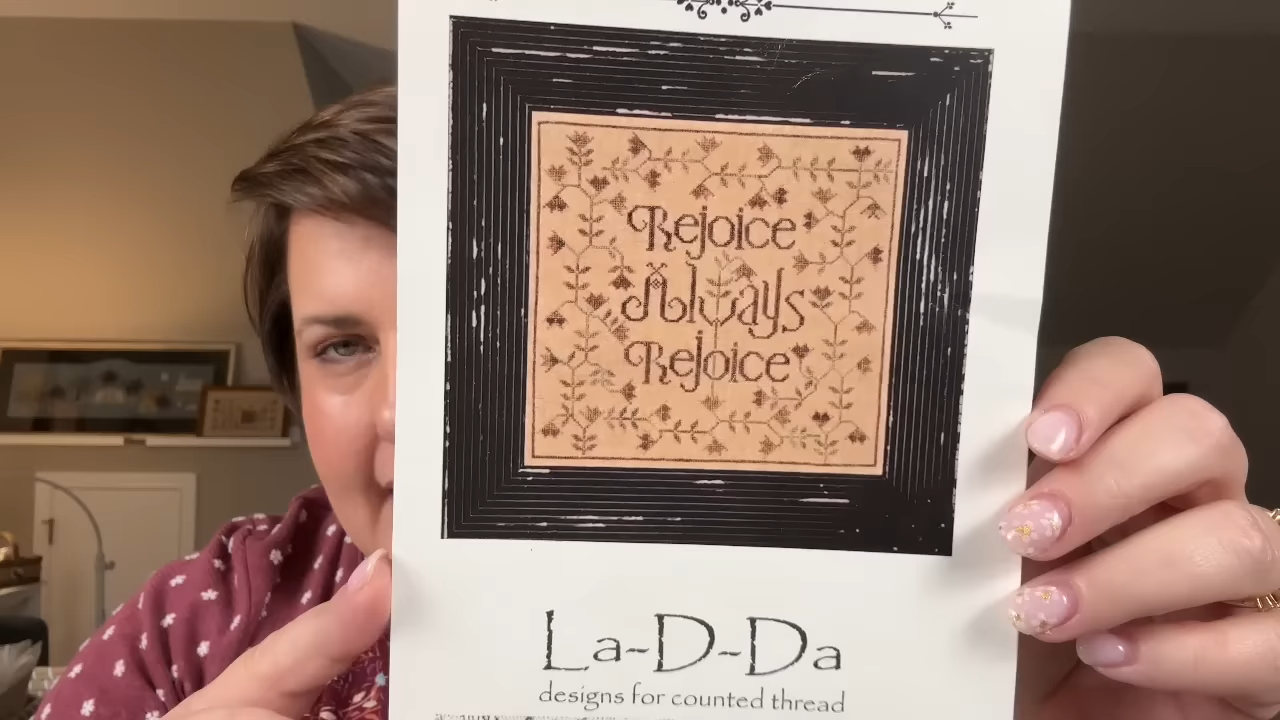 Rejoice
Always
Rejoice
La-D-Da
designs for counted thread